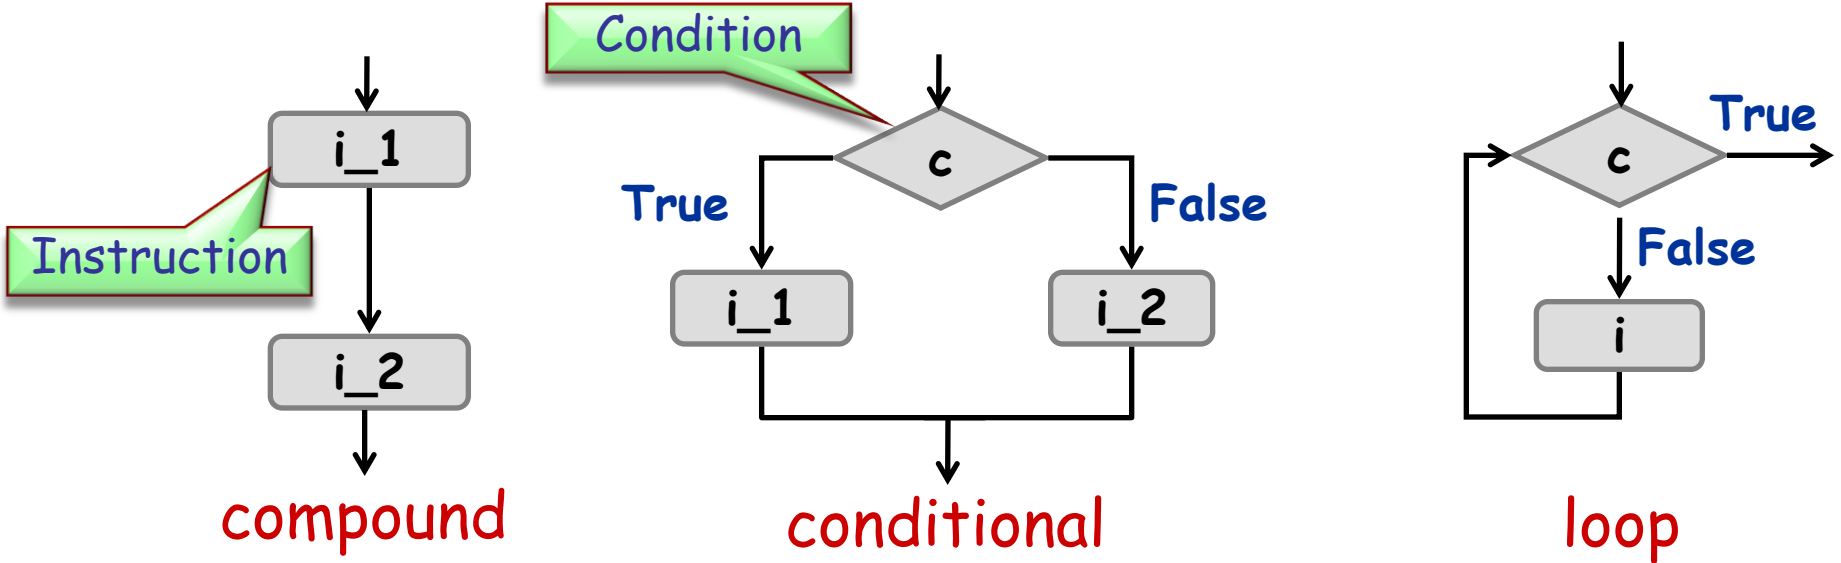 Instruction
i_1
i_2
compound
Condition
c
True
False
i_1
i_2
conditional
c
True
False
i
loop